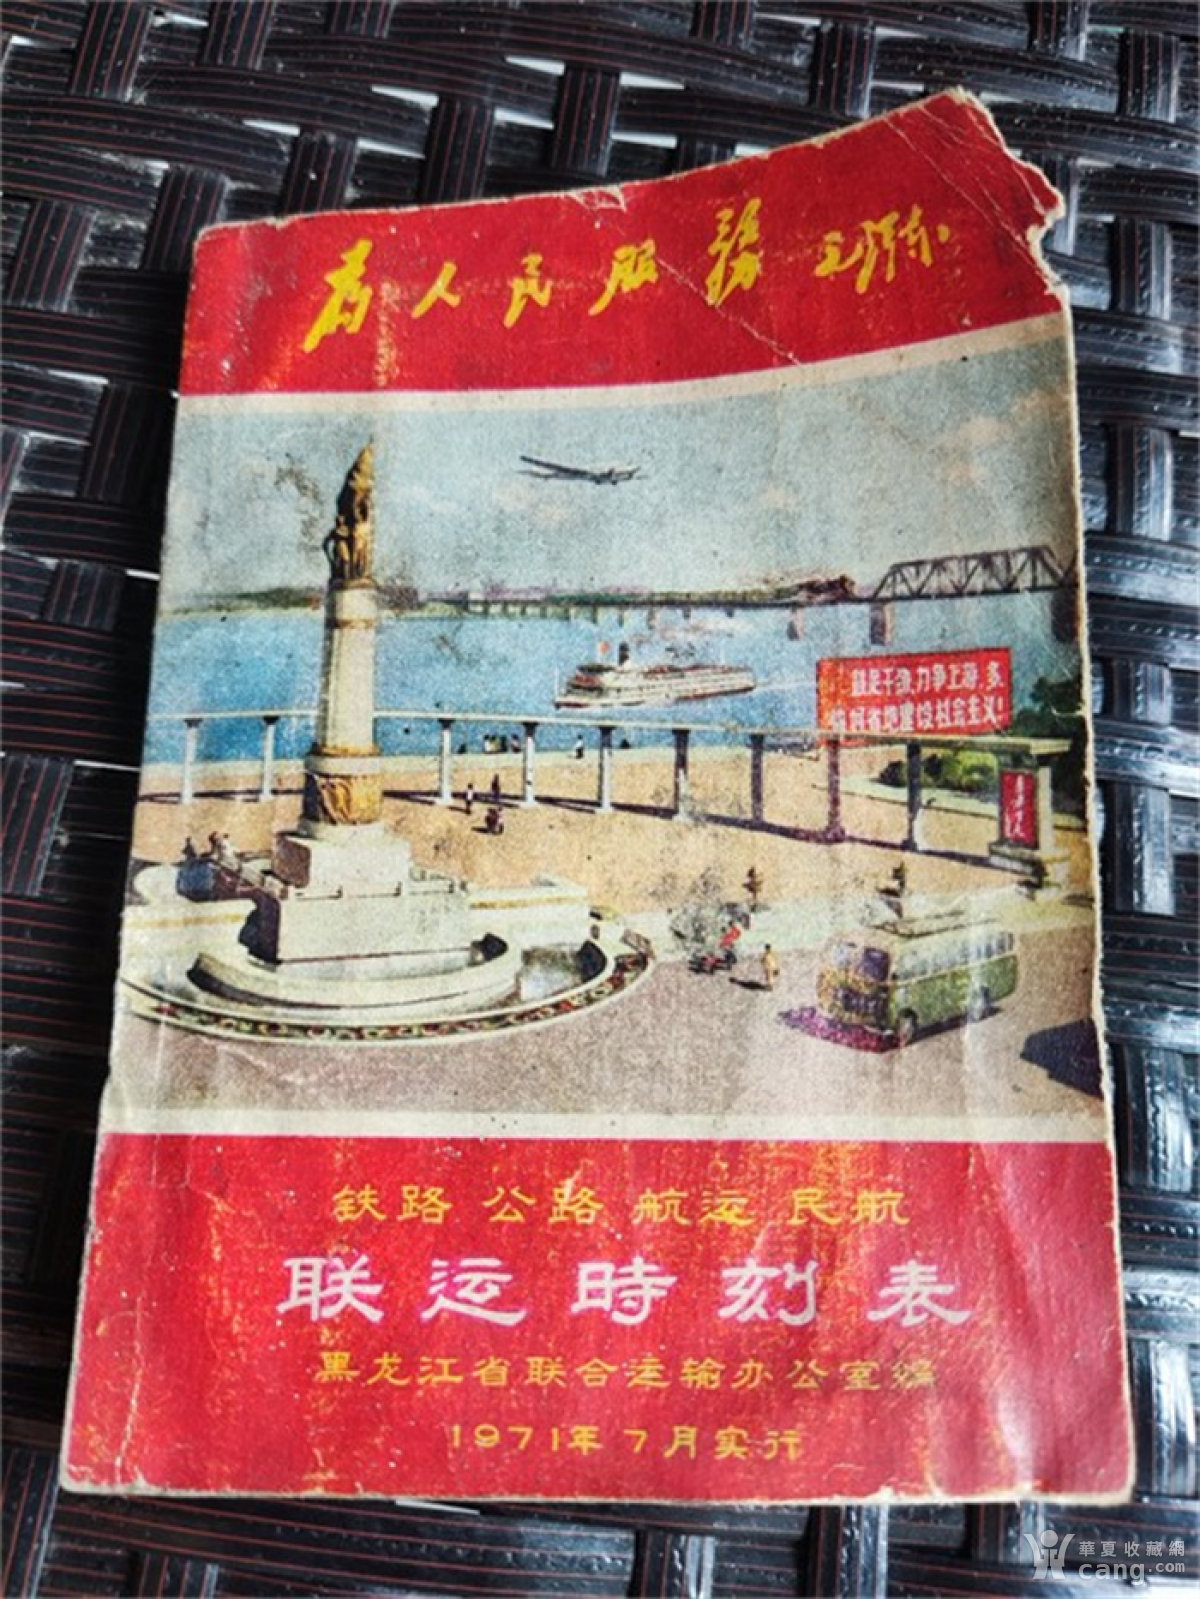 为人民服务 毛泽东
鼓足干劲，力争上游，多
快好省地建设社会主义！
铁路 公路 航运 民航
联运時刻表
黑龙江省联合运输办公室编
1971年7月实行
華夏收藏網
cang.com